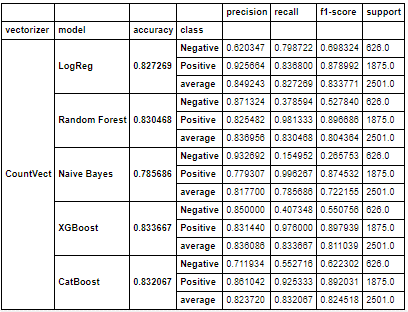 precision recall f1-score support
vectorizer model accuracy class
Negative 0.620347 0.798722 0.698324 626.0
LogReg 0.827269 Positive 0.925664 0.836800 0.878992 1875.0
average 0.849243 0.827269 0.833771 2501.0
Negative 0.871324 0.378594 0.527840 626.0
Random Forest 0.830468 Positive 0.825482 0.981333 0.896686 1875.0
average 0.836956 0.830468 0.804364 2501.0
Negative 0.932692 0.154952 0.265753 626.0
CountVect Naive Bayes 0.785686 Positive 0.779307 0.996267 0.874532 1875.0
average 0.817700 0.785686 0.722155 2501.0
Negative 0.850000 0.407348 0.550756 626.0
XGBoost 0.833667 Positive 0.831440 0.976000 0.897939 1875.0
average 0.836086 0.833667 0.811039 2501.0
Negative 0.711934 0.552716 0.622302 626.0
CatBoost 0.832067 Positive 0.861042 0.925333 0.892031 1875.0
average 0.823720 0.832067 0.824518 2501.0